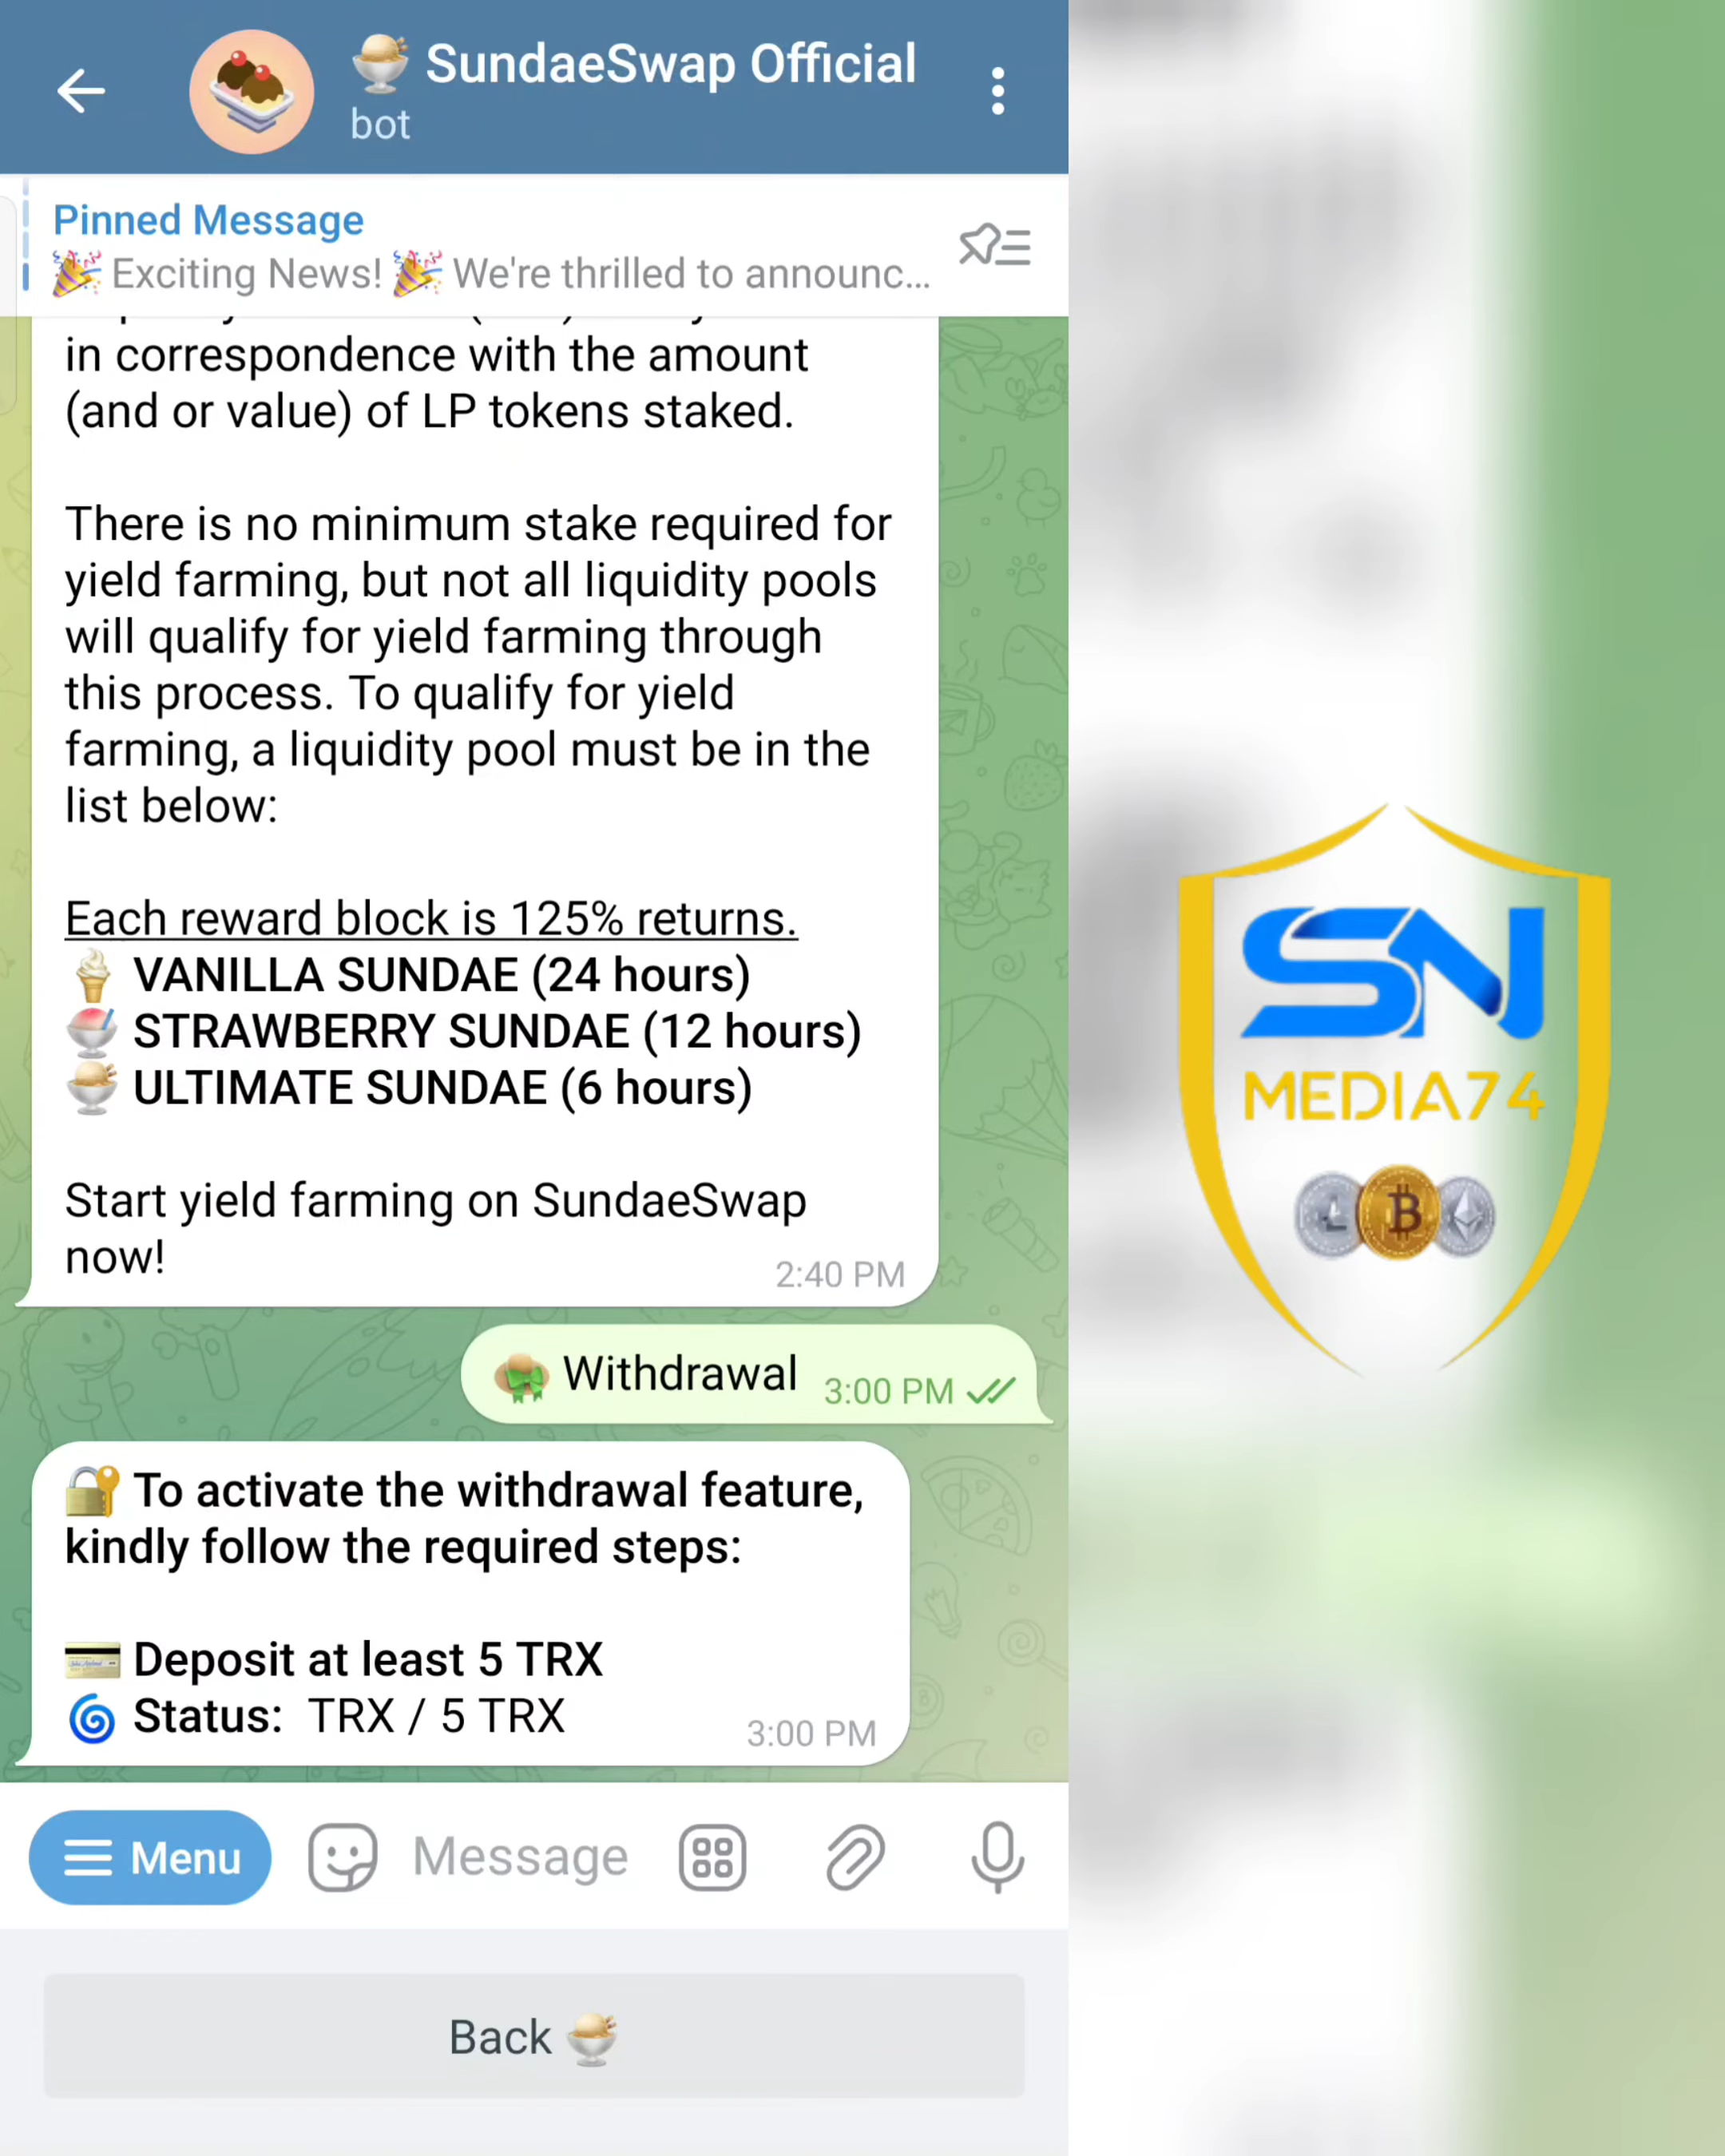 SundaeSwap Official
bot
Pinned Message
🎉 Exciting News! 🎉 We're thrilled to announc...
in correspondence with the amount
(and or value) of LP tokens staked.
There is no minimum stake required for
yield farming, but not all liquidity pools
will qualify for yield farming through
this process. To qualify for yield
farming, a liquidity pool must be in the
list below:
Each reward block is 125% returns.
🍦 VANILLA SUNDAE (24 hours)
🍧 STRAWBERRY SUNDAE (12 hours)
🍨 ULTIMATE SUNDAE (6 hours)
Start yield farming on SundaeSwap
now!
2:40 PM
Withdrawal 3:00 PM
🔐 To activate the withdrawal feature,
kindly follow the required steps:
💳 Deposit at least 5 TRX
🌀 Status: TRX / 5 TRX
3:00 PM
Menu
Message
Back 🍨
SN
MEDIA74